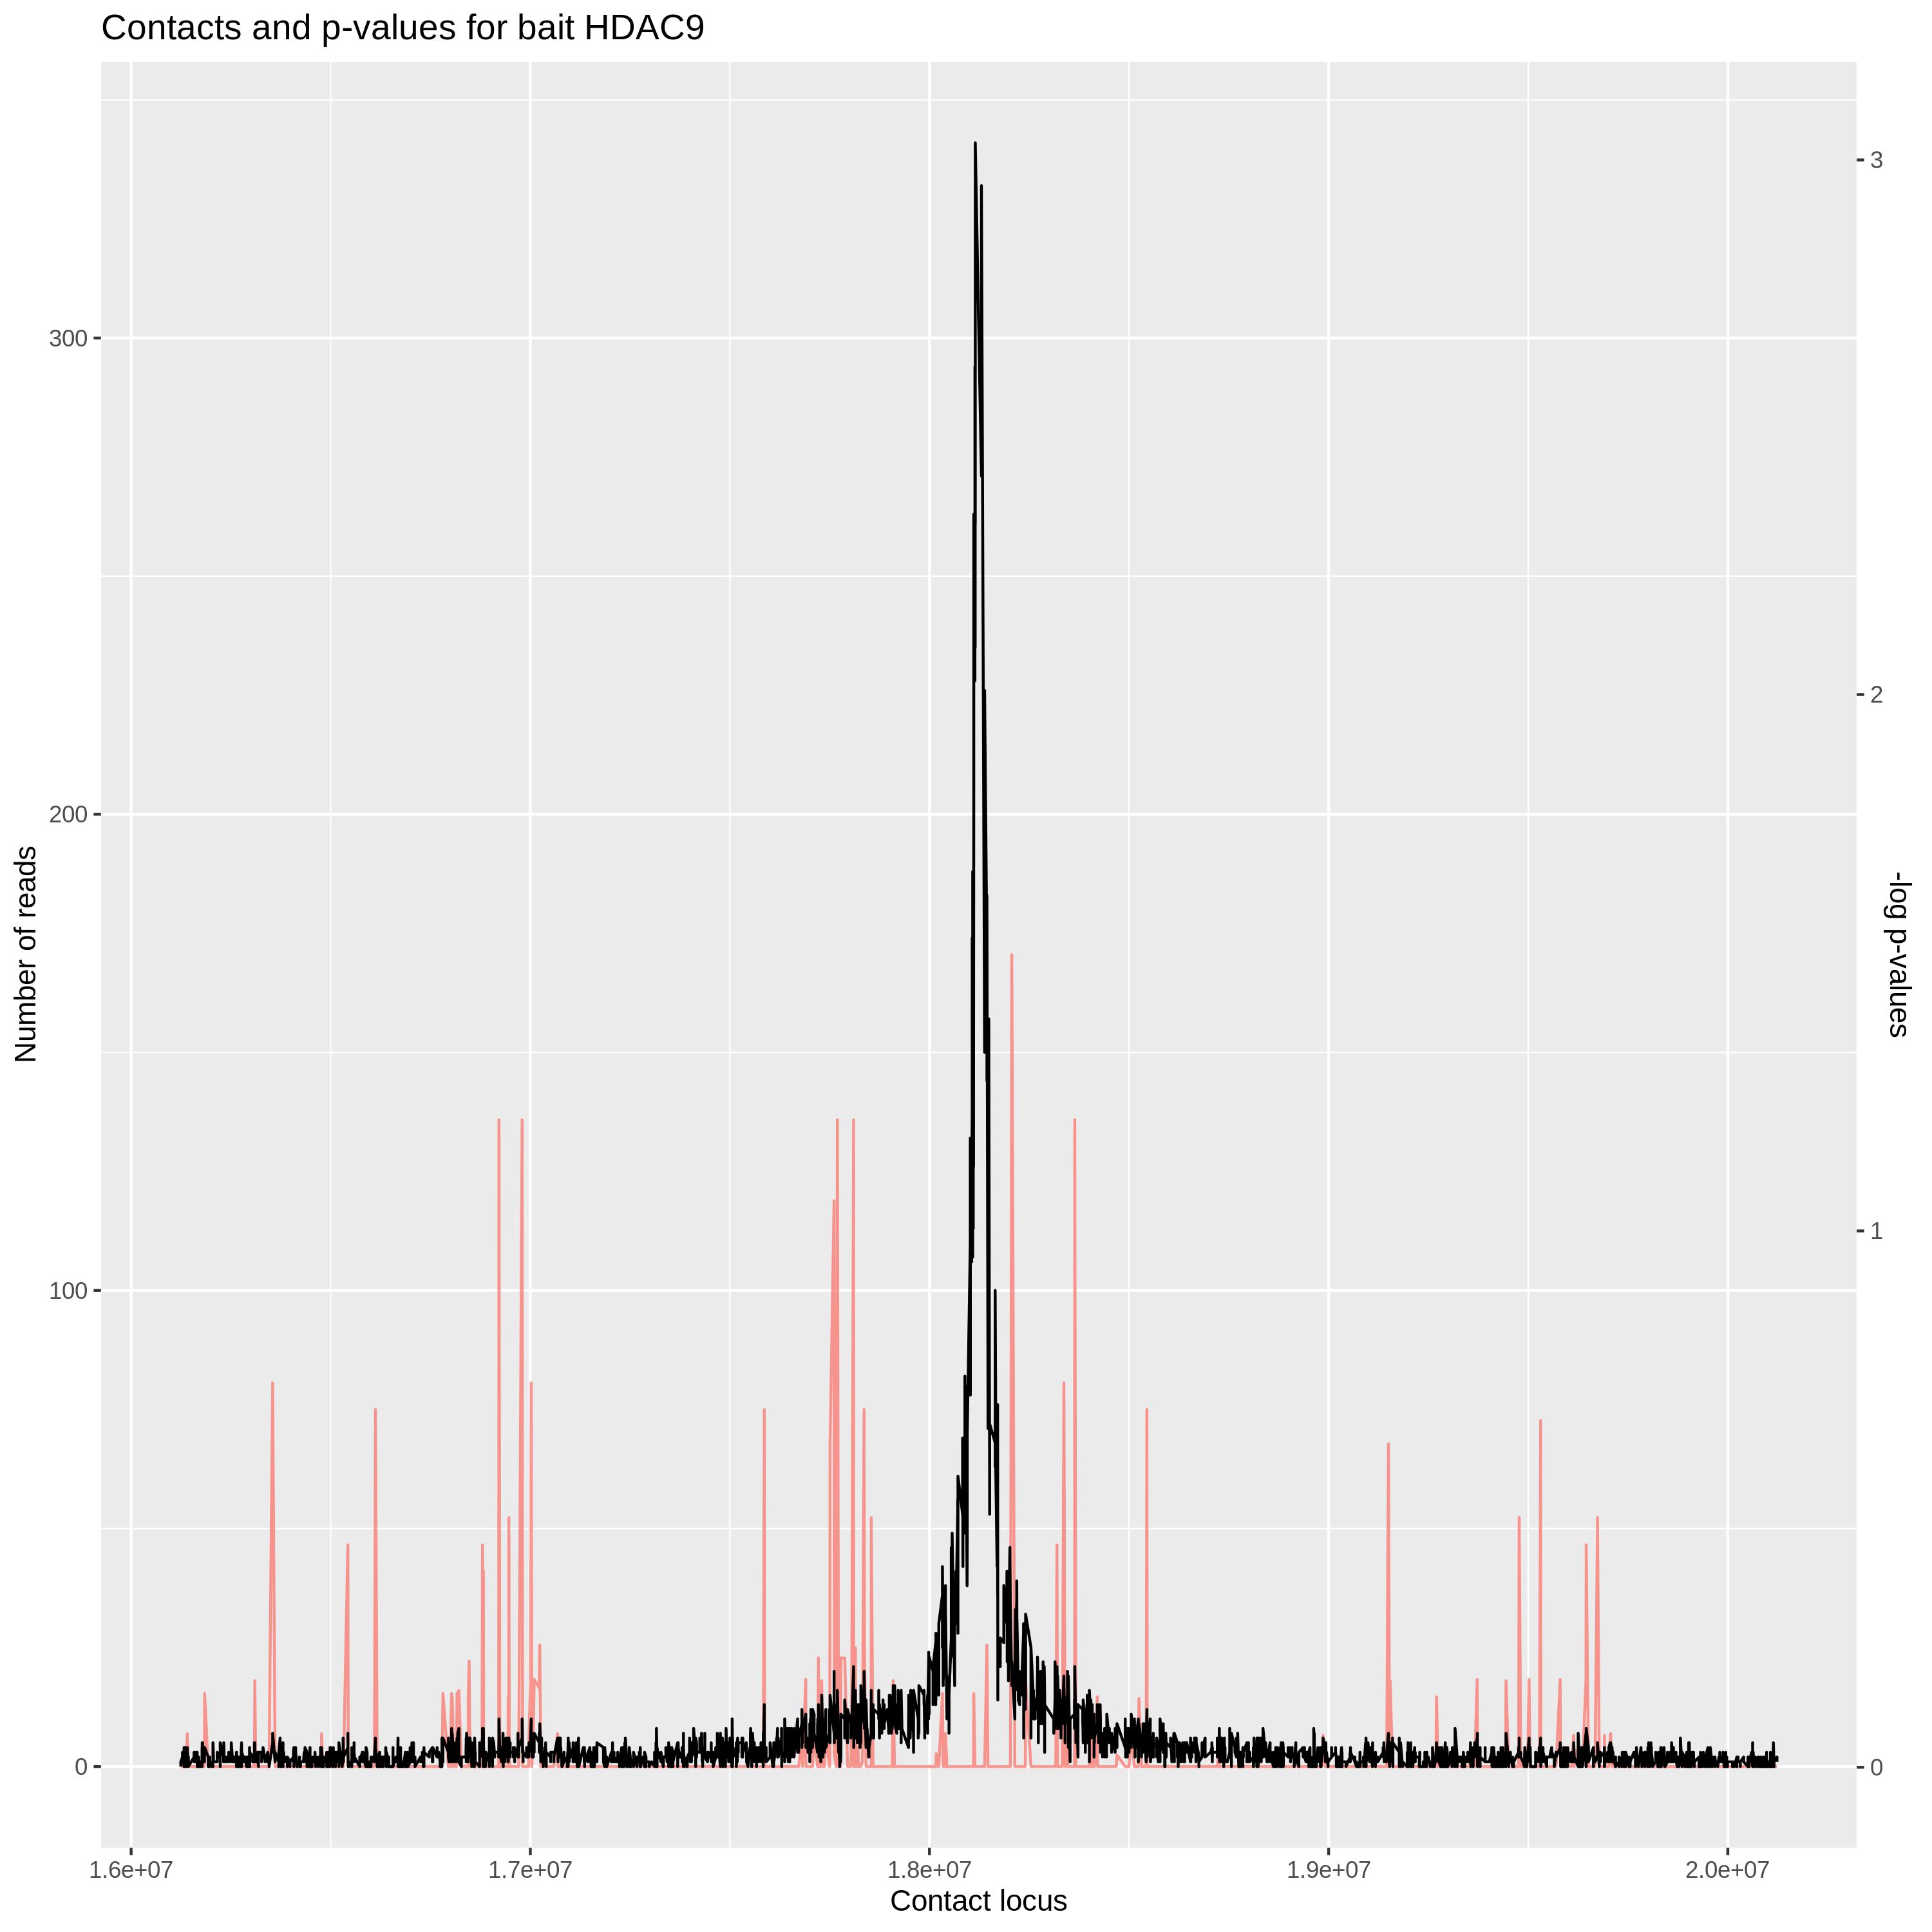 Contacts and p-values for bait HDAC9
Number of reads
300
200
100
0
3
2
1
0
-log p-values
1.6e+07 1.7e+07 1.8e+07 1.9e+07 2.0e+07
Contact locus